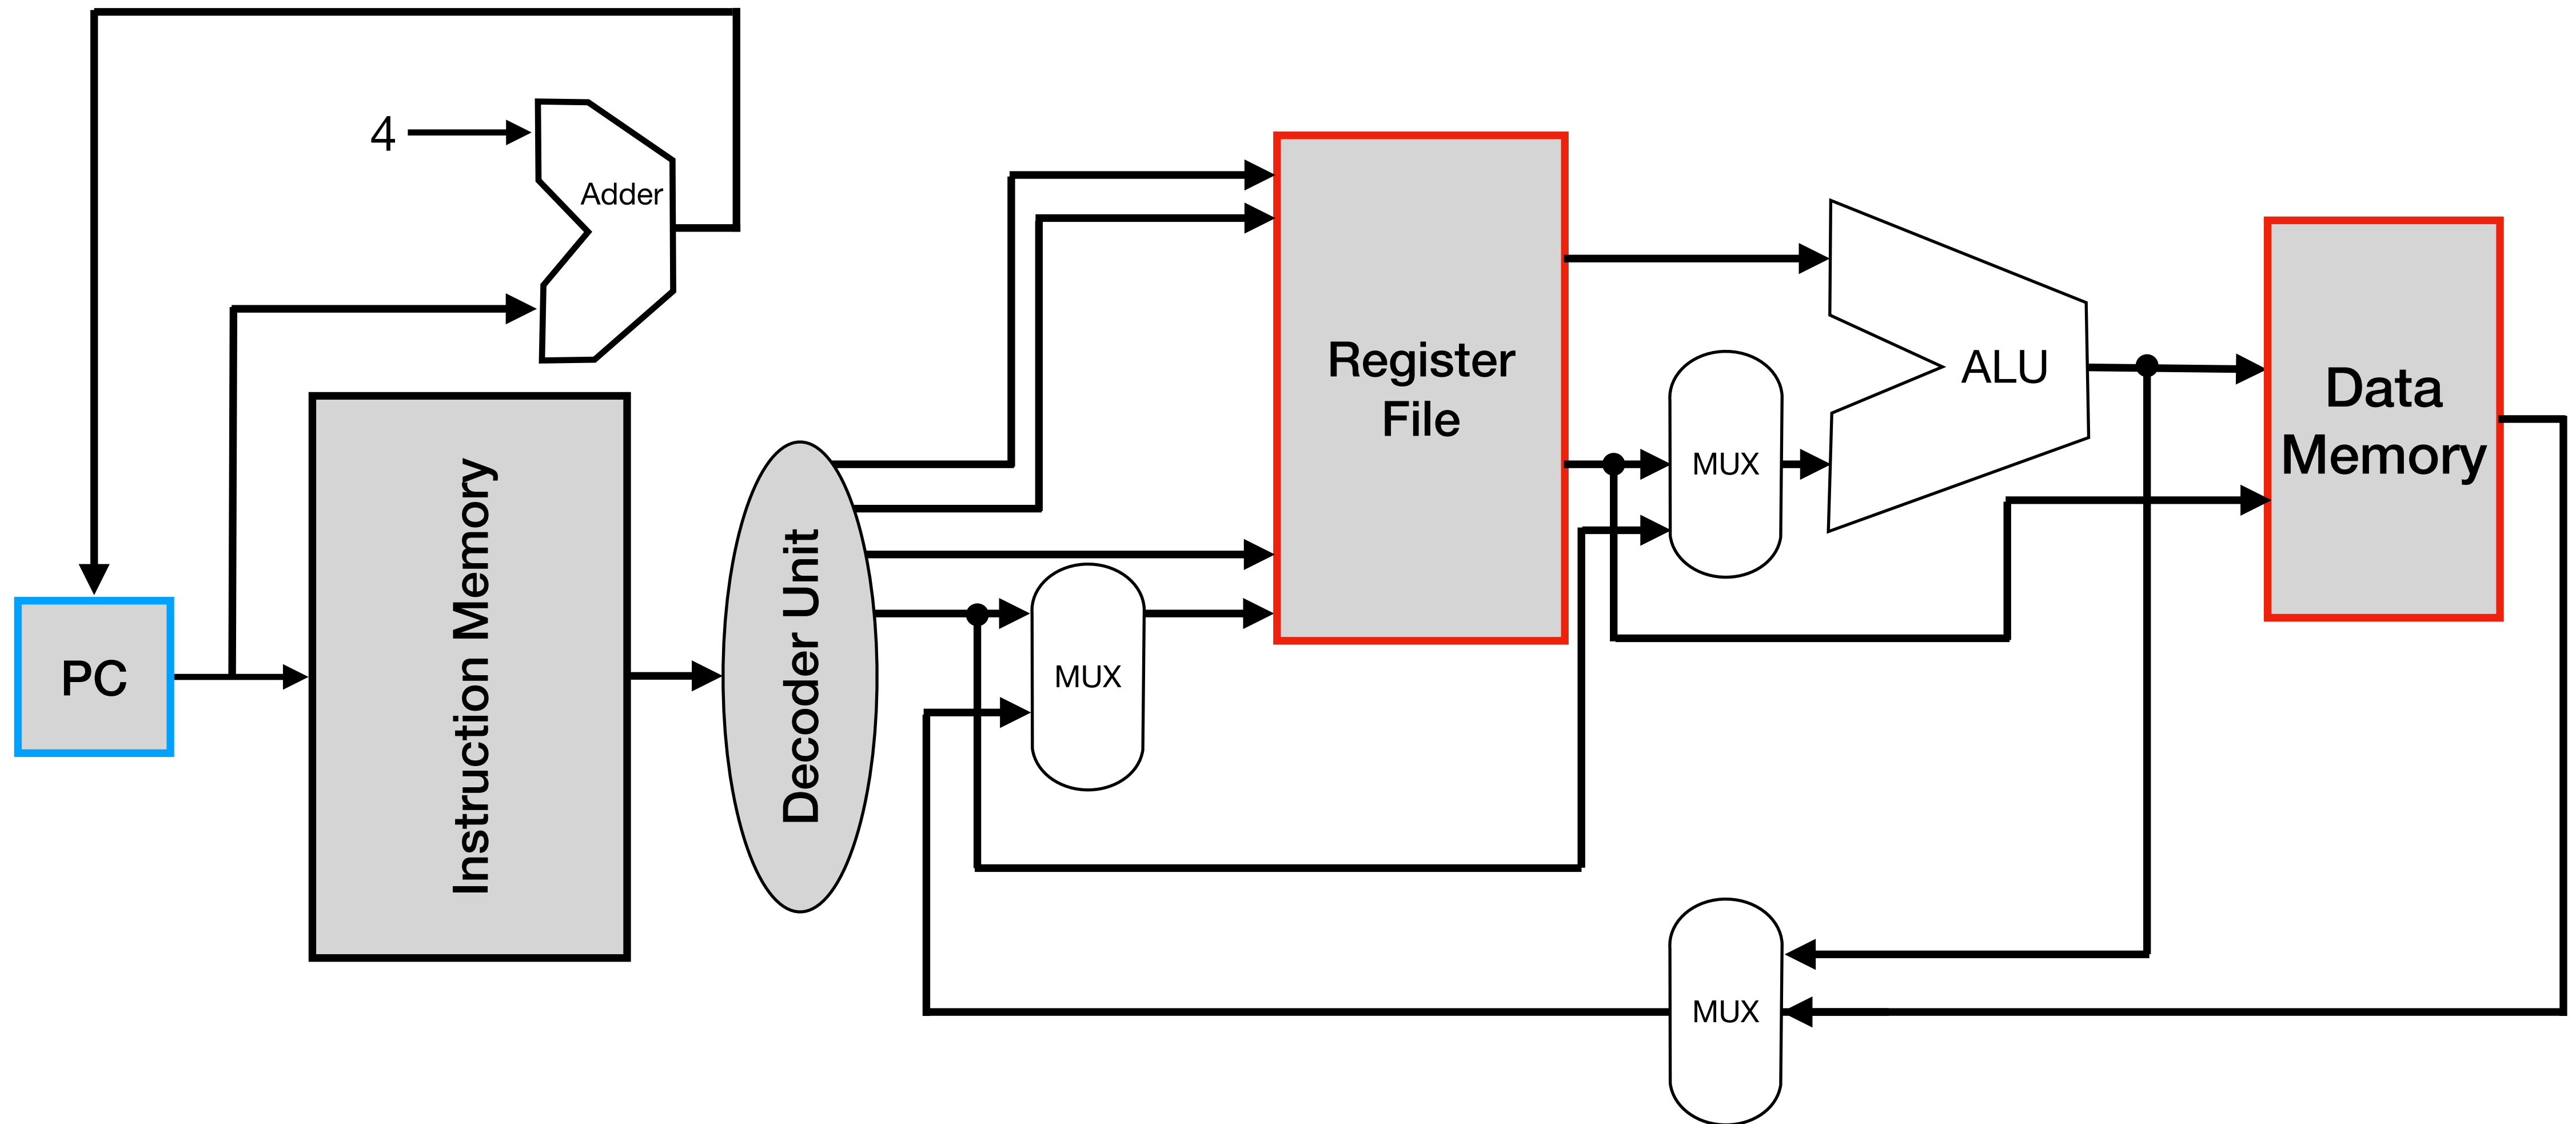 4
Adder
Register
File
ALU
Data
Memory
MUX
Instruction Memory
Decoder Unit
PC
MUX
MUX